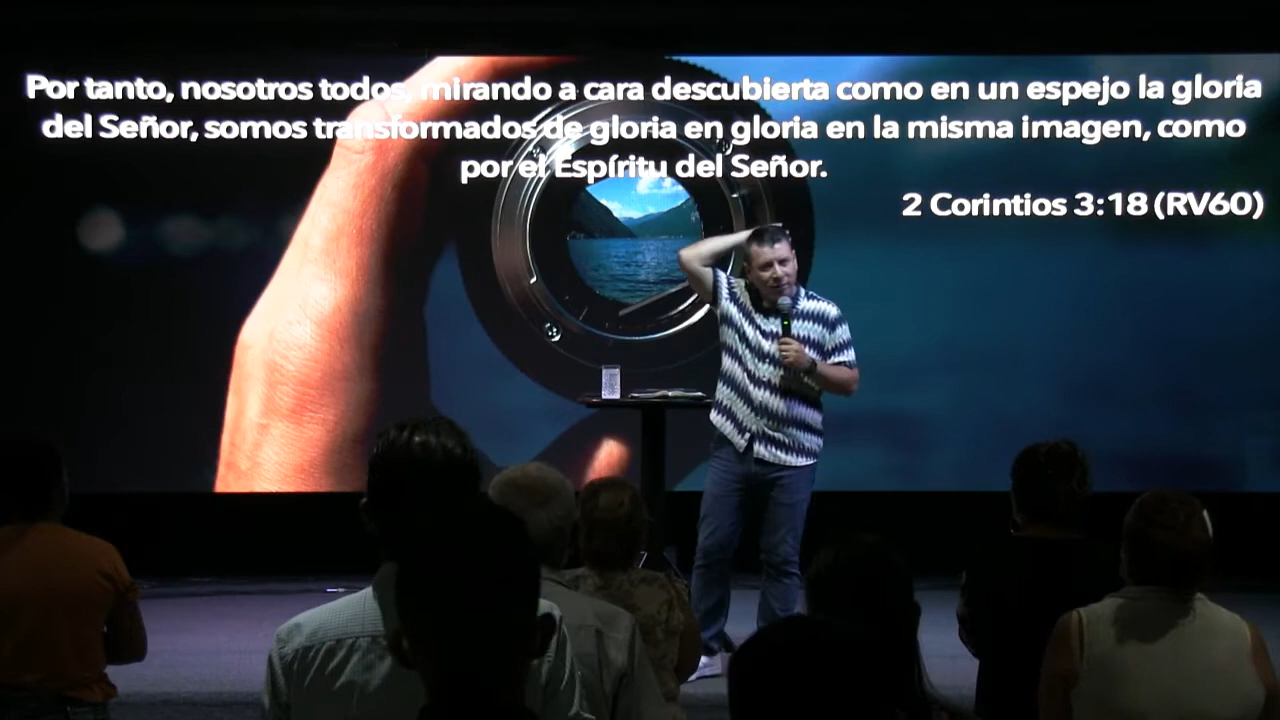 Por tanto, nosotros todos, mirando a cara descubierta como en un espejo la gloria
del Señor, somos transformados de gloria en gloria en la misma imagen, como
por el Espíritu del Señor.
2 Corintios 3:18 (RV60)